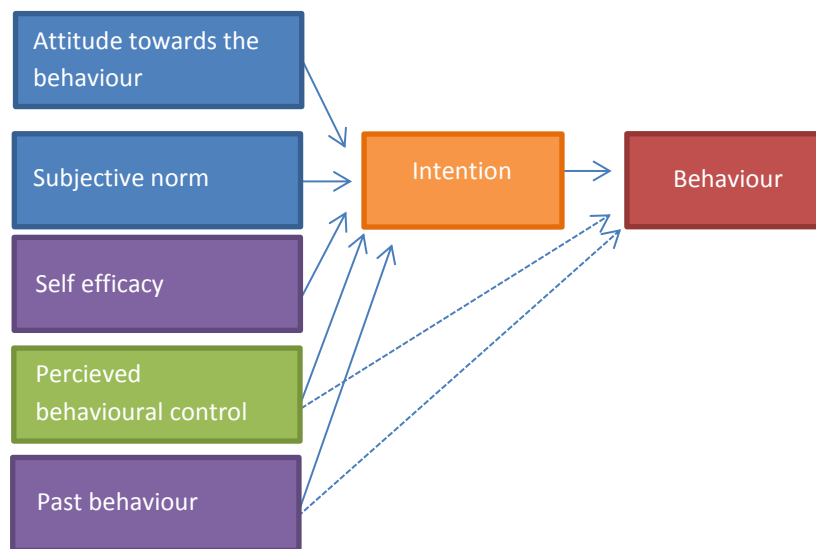 Attitude towards the
behaviour
Subjective norm
Intention
Behaviour
Self efficacy
Percieved
behavioural control
Past behaviour